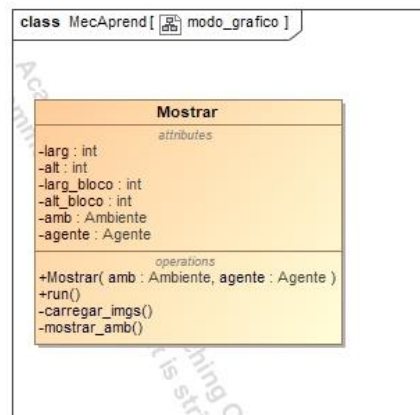 class MecAprend [ modo_grafico ]
Mostrar
attributes
-larg : int
-alt : int
-larg_bloco : int
-alt_bloco : int
-amb : Ambiente
-agente : Agente
operations
+Mostrar( amb : Ambiente, agente : Agente )
+run()
-carregar_imgs()
-mostrar_amb()